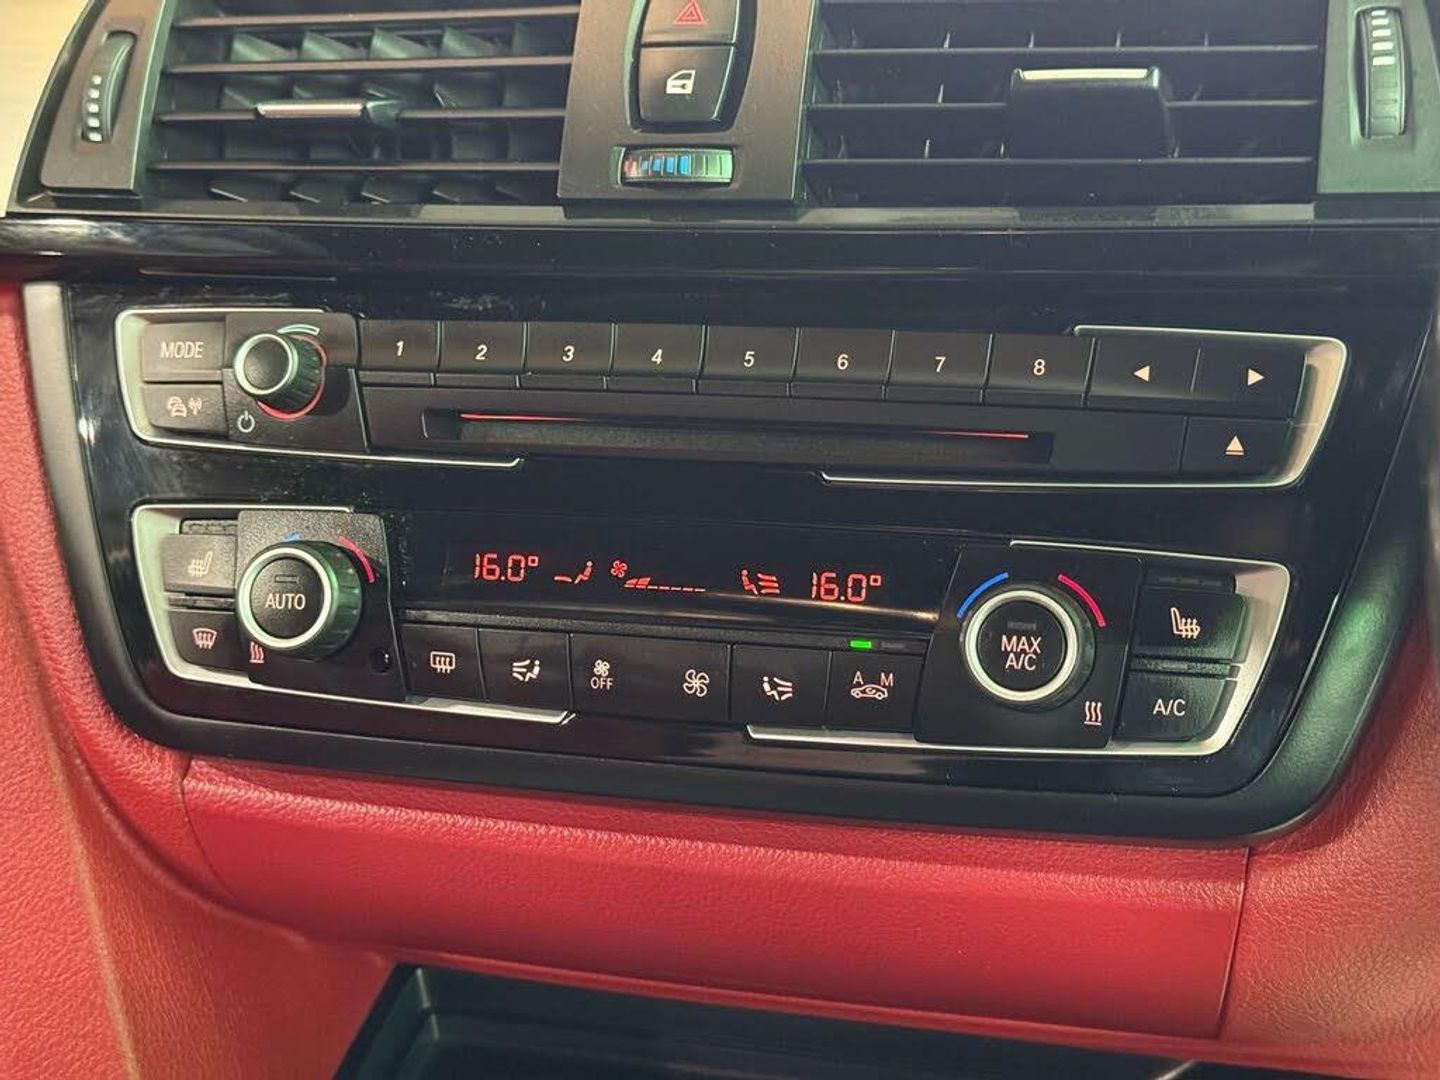 MODE 1 2 3 4 5 6 7 8
16.0° 16.0°
AUTO
OFF
A M
MAX
A/C
A/C